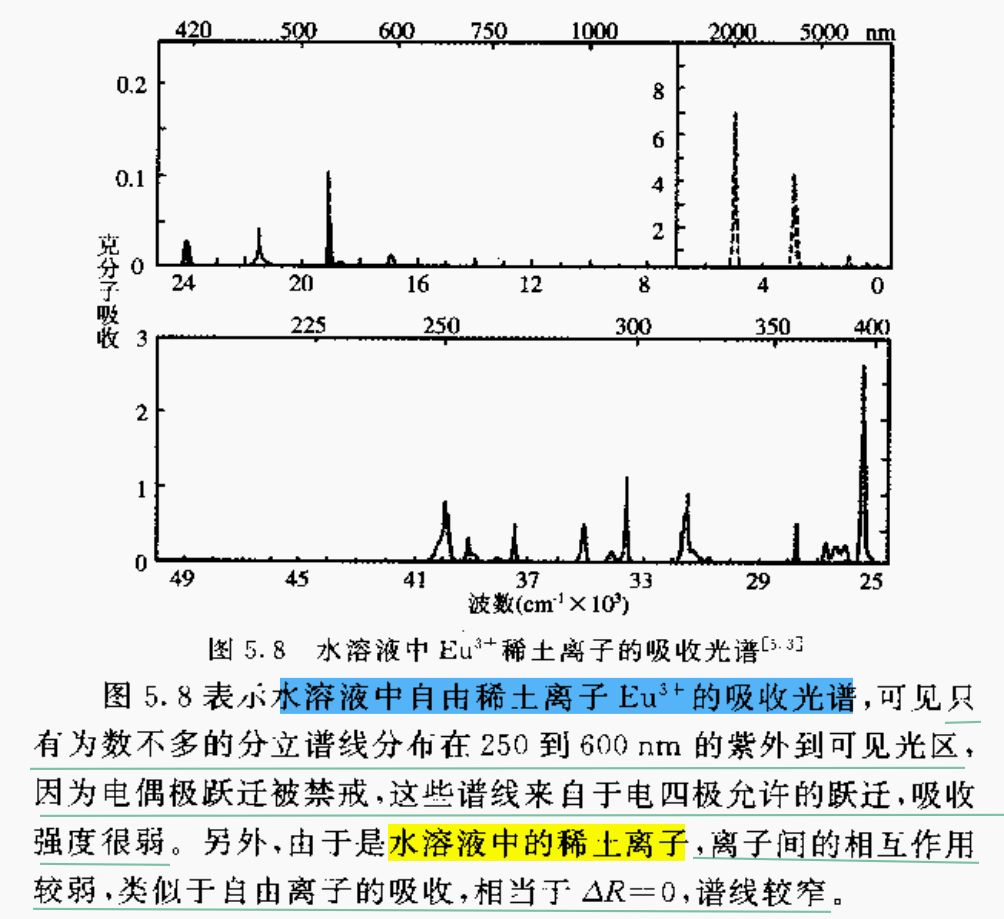 420 500 600 750 1000 2000 5000 nm
0.2
0.1
0
8
6
4
2
24 20 16 12 8 4 0
克分子吸收
225 250 300 350 400
3
2
1
0
49 45 41 37 33 29 25
波数(cm⁻¹×10³)
图 5.8 水溶液中 Eu³⁺稀土离子的吸收光谱[5.3]
图 5.8 表示水溶液中自由稀土离子 Eu³⁺ 的吸收光谱,可见只
有为数不多的分立谱线分布在 250 到 600 nm 的紫外到可见光区,
因为电偶极跃迁被禁戒,这些谱线来自于电四极允许的跃迁,吸收
强度很弱。另外,由于是水溶液中的稀土离子,离子间的相互作用
较弱,类似于自由离子的吸收,相当于 ΔR=0,谱线较窄。